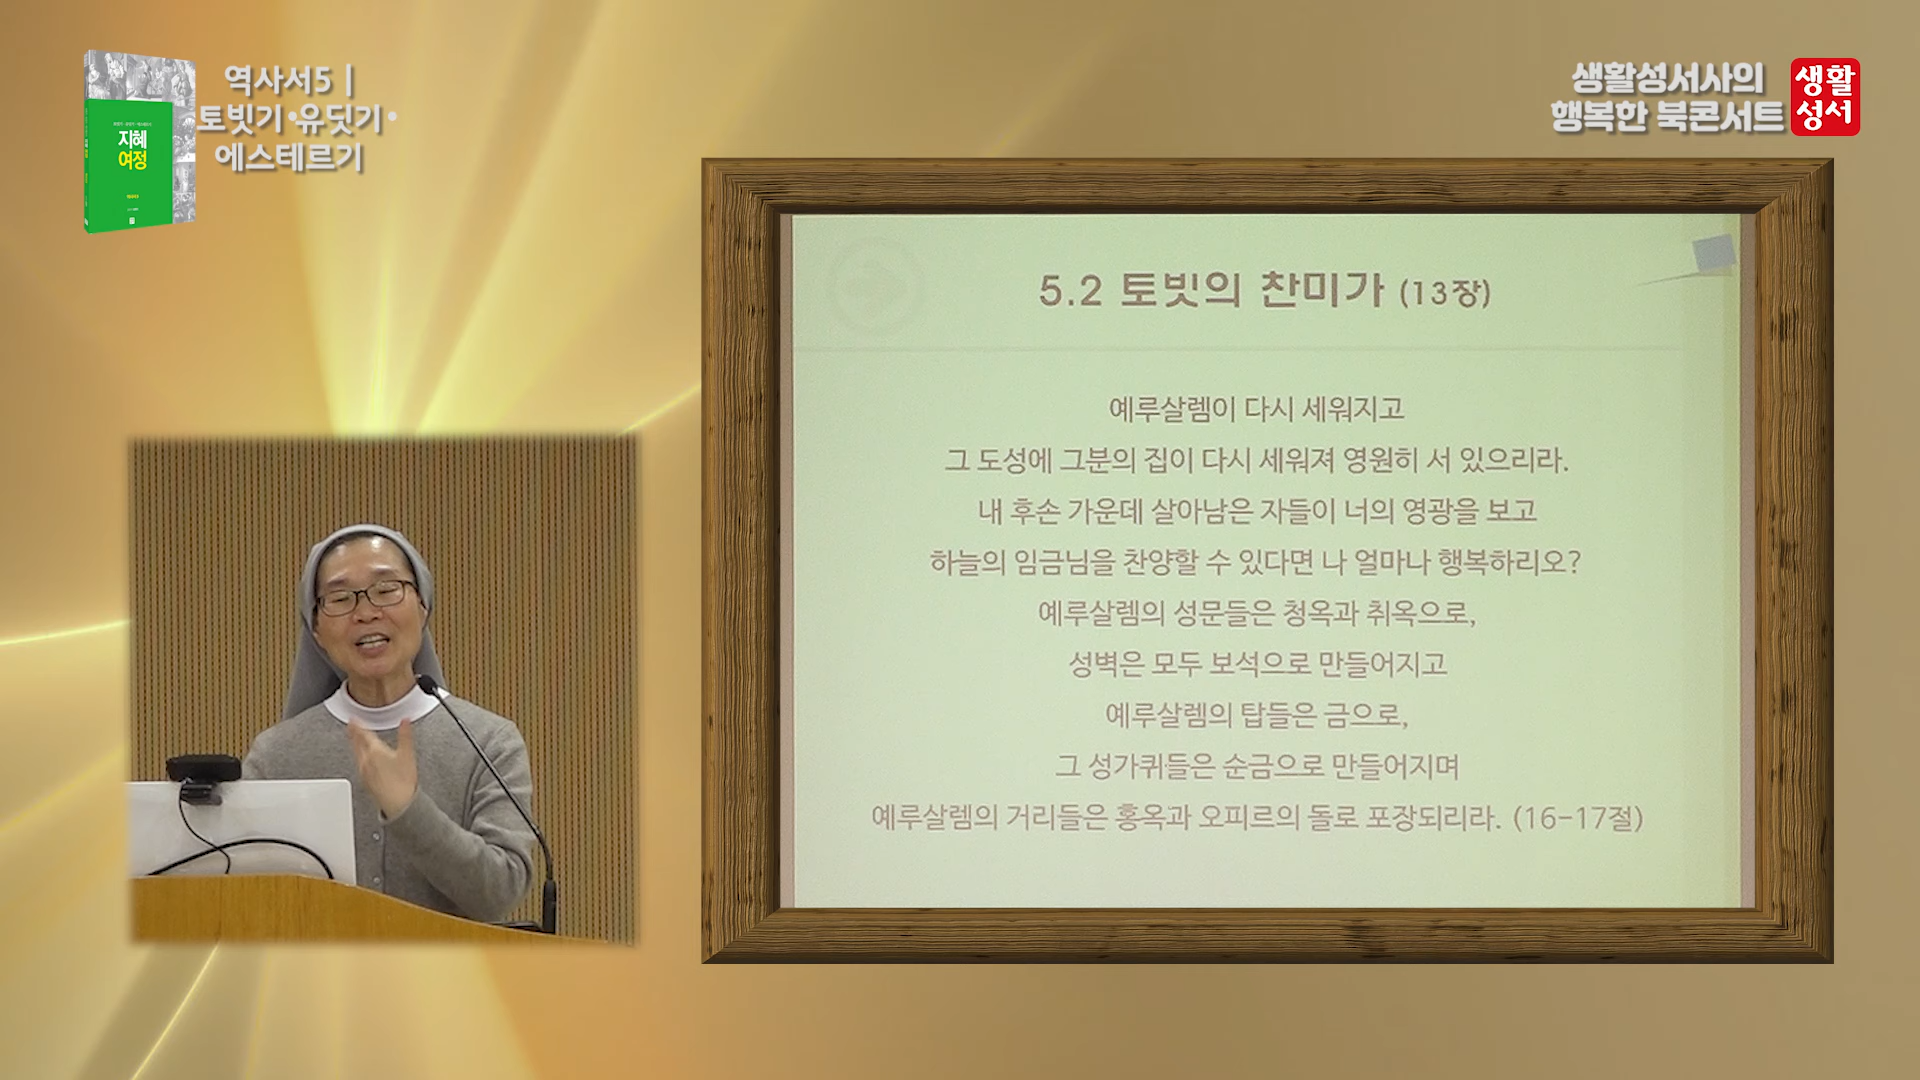 역사서5 |
토빗기·유딧기·
에스테르기
지혜
여정
생활성서사의
행복한 북콘서트
생활
성서
5.2 토빗의 찬미가 (13장)
예루살렘이 다시 세워지고
그 도성에 그분의 집이 다시 세워져 영원히 서 있으리라.
내 후손 가운데 살아남은 자들이 너의 영광을 보고
하늘의 임금님을 찬양할 수 있다면 나 얼마나 행복하리오?
예루살렘의 성문들은 청옥과 취옥으로,
성벽은 모두 보석으로 만들어지고
예루살렘의 탑들은 금으로,
그 성가퀴들은 순금으로 만들어지며
예루살렘의 거리들은 홍옥과 오피르의 돌로 포장되리라. (16-17절)